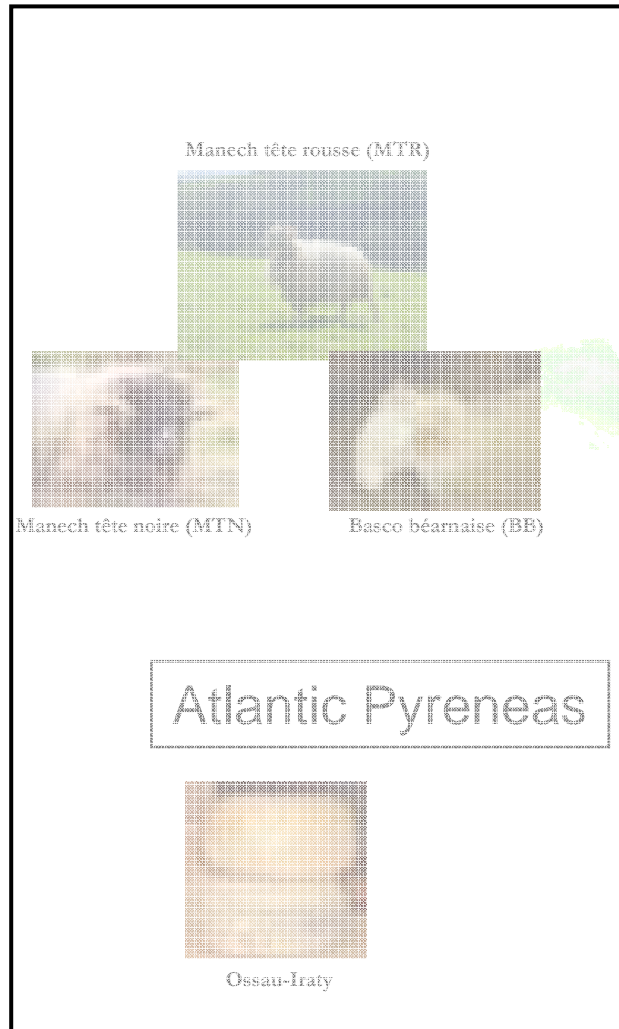 Manech tête rousse (MTR)
Manech tête noire (MTN)
Basco béarnaise (BB)
Atlantic Pyreneas
Ossau-Iraty